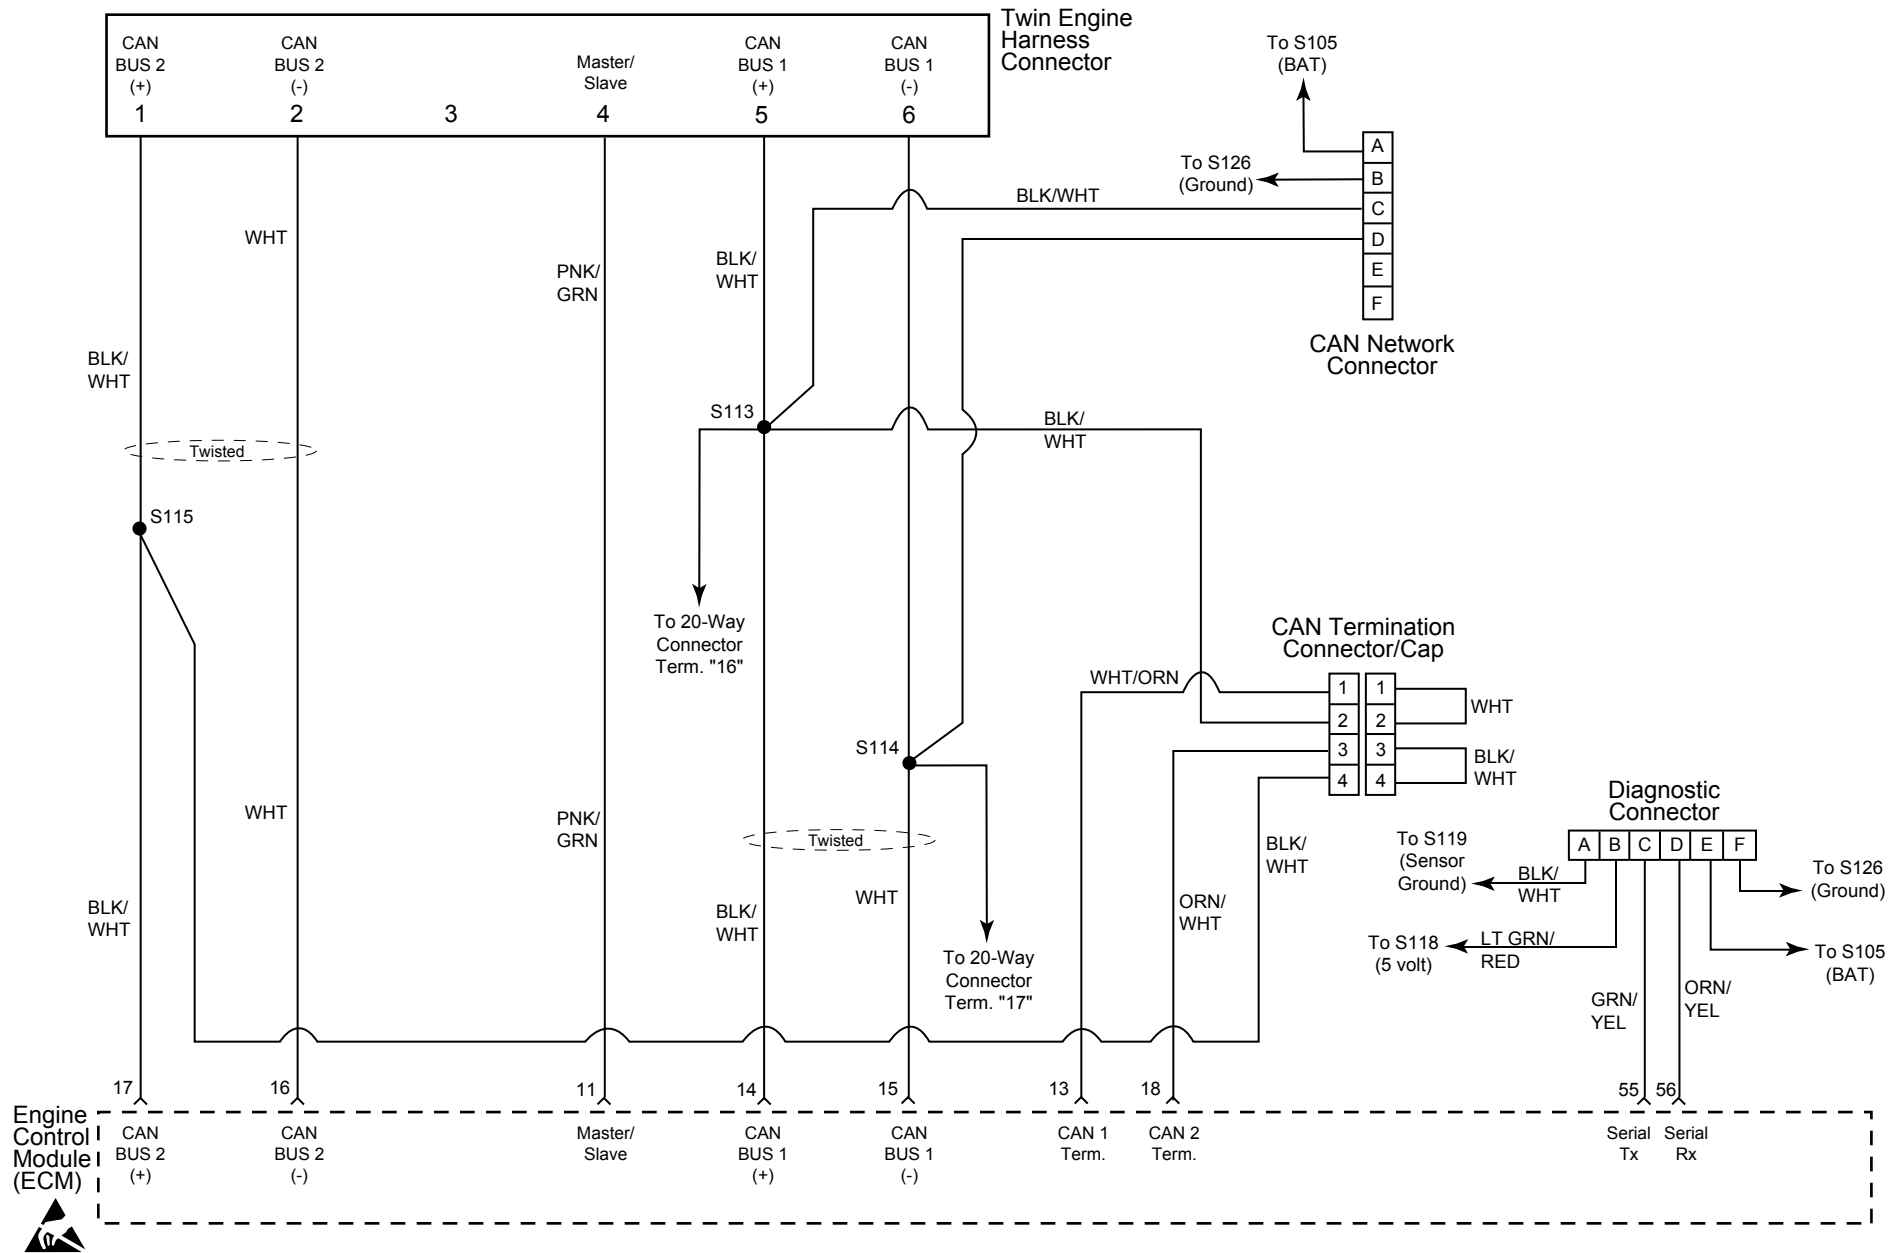 Twin Engine
Harness
Connector
CAN
BUS 2
(+)
1
CAN
BUS 2
(-)
2
3
Master/
Slave
4
CAN
BUS 1
(+)
5
CAN
BUS 1
(-)
6
To S105
(BAT)
To S126
(Ground)
A
B
C
D
E
F
CAN Network
Connector
BLK/WHT
WHT
PNK/
GRN
BLK/
WHT
BLK/
WHT
S113
BLK/
WHT
Twisted
S115
To 20-Way
Connector
Term. "16"
CAN Termination
Connector/Cap
WHT/ORN
1
2
3
4
1
2
3
4
WHT
BLK/
WHT
S114
WHT
PNK/
GRN
Twisted
BLK/
WHT
BLK/
WHT
WHT
ORN/
WHT
BLK/
WHT
To 20-Way
Connector
Term. "17"
Diagnostic
Connector
A
B
C
D
E
F
To S119
(Sensor
Ground)
BLK/
WHT
To S126
(Ground)
To S118
(5 volt)
LT GRN/
RED
To S105
(BAT)
GRN/
YEL
ORN/
YEL
17
16
11
14
15
13
18
55
56
Engine
Control
Module
(ECM)
CAN
BUS 2
(+)
CAN
BUS 2
(-)
Master/
Slave
CAN
BUS 1
(+)
CAN
BUS 1
(-)
CAN 1
Term.
CAN 2
Term.
Serial
Tx
Serial
Rx